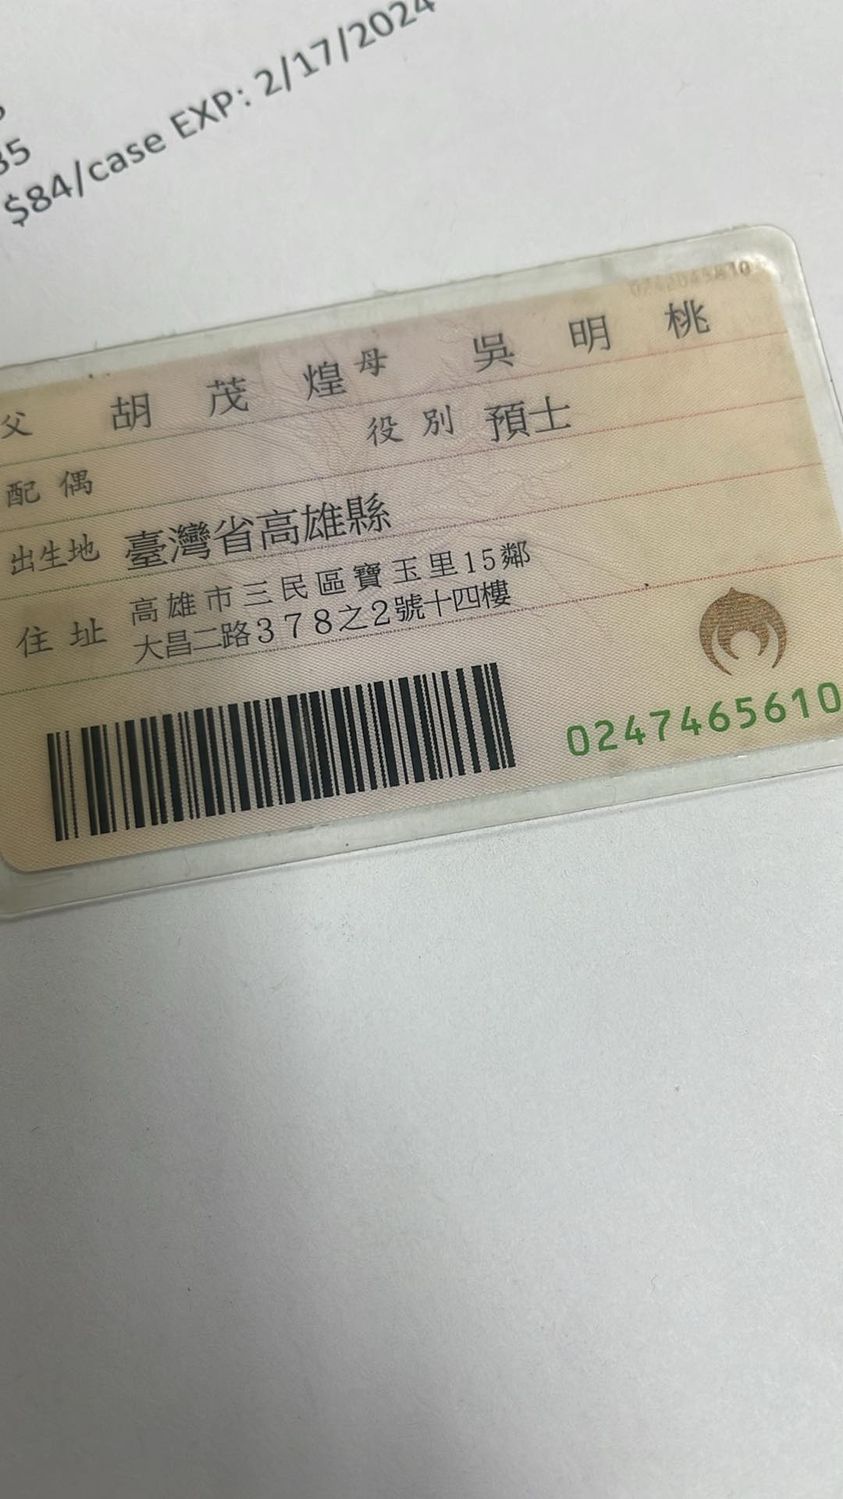 35
$84/case EXP: 2/17/2024
父 胡茂煌 母 吳明桃
配偶 役別 預士
出生地 臺灣省高雄縣
住址 高雄市三民區寶玉里15鄰
大昌二路378之2號十四樓
0247465610